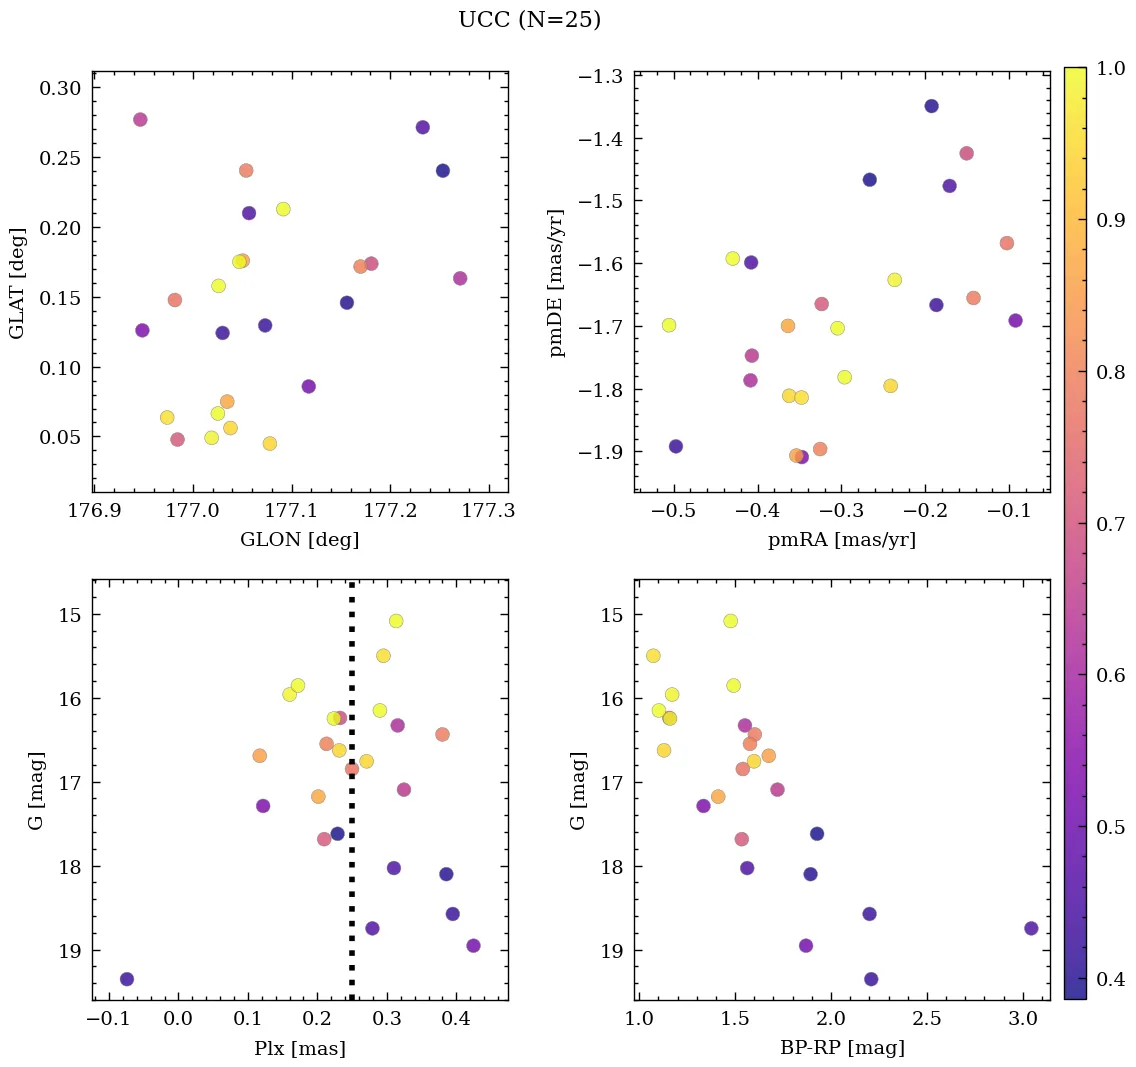 UCC (N=25)
0.30
0.25
0.20
0.15
0.10
0.05
GLAT [deg]
176.9 177.0 177.1 177.2 177.3
GLON [deg]
−1.3
−1.4
−1.5
−1.6
−1.7
−1.8
−1.9
pmDE [mas/yr]
−0.5 −0.4 −0.3 −0.2 −0.1
pmRA [mas/yr]
1.0
0.9
0.8
0.7
0.6
0.5
0.4
15
16
17
18
19
G [mag]
−0.1 0.0 0.1 0.2 0.3 0.4
Plx [mas]
15
16
17
18
19
G [mag]
1.0 1.5 2.0 2.5 3.0
BP-RP [mag]